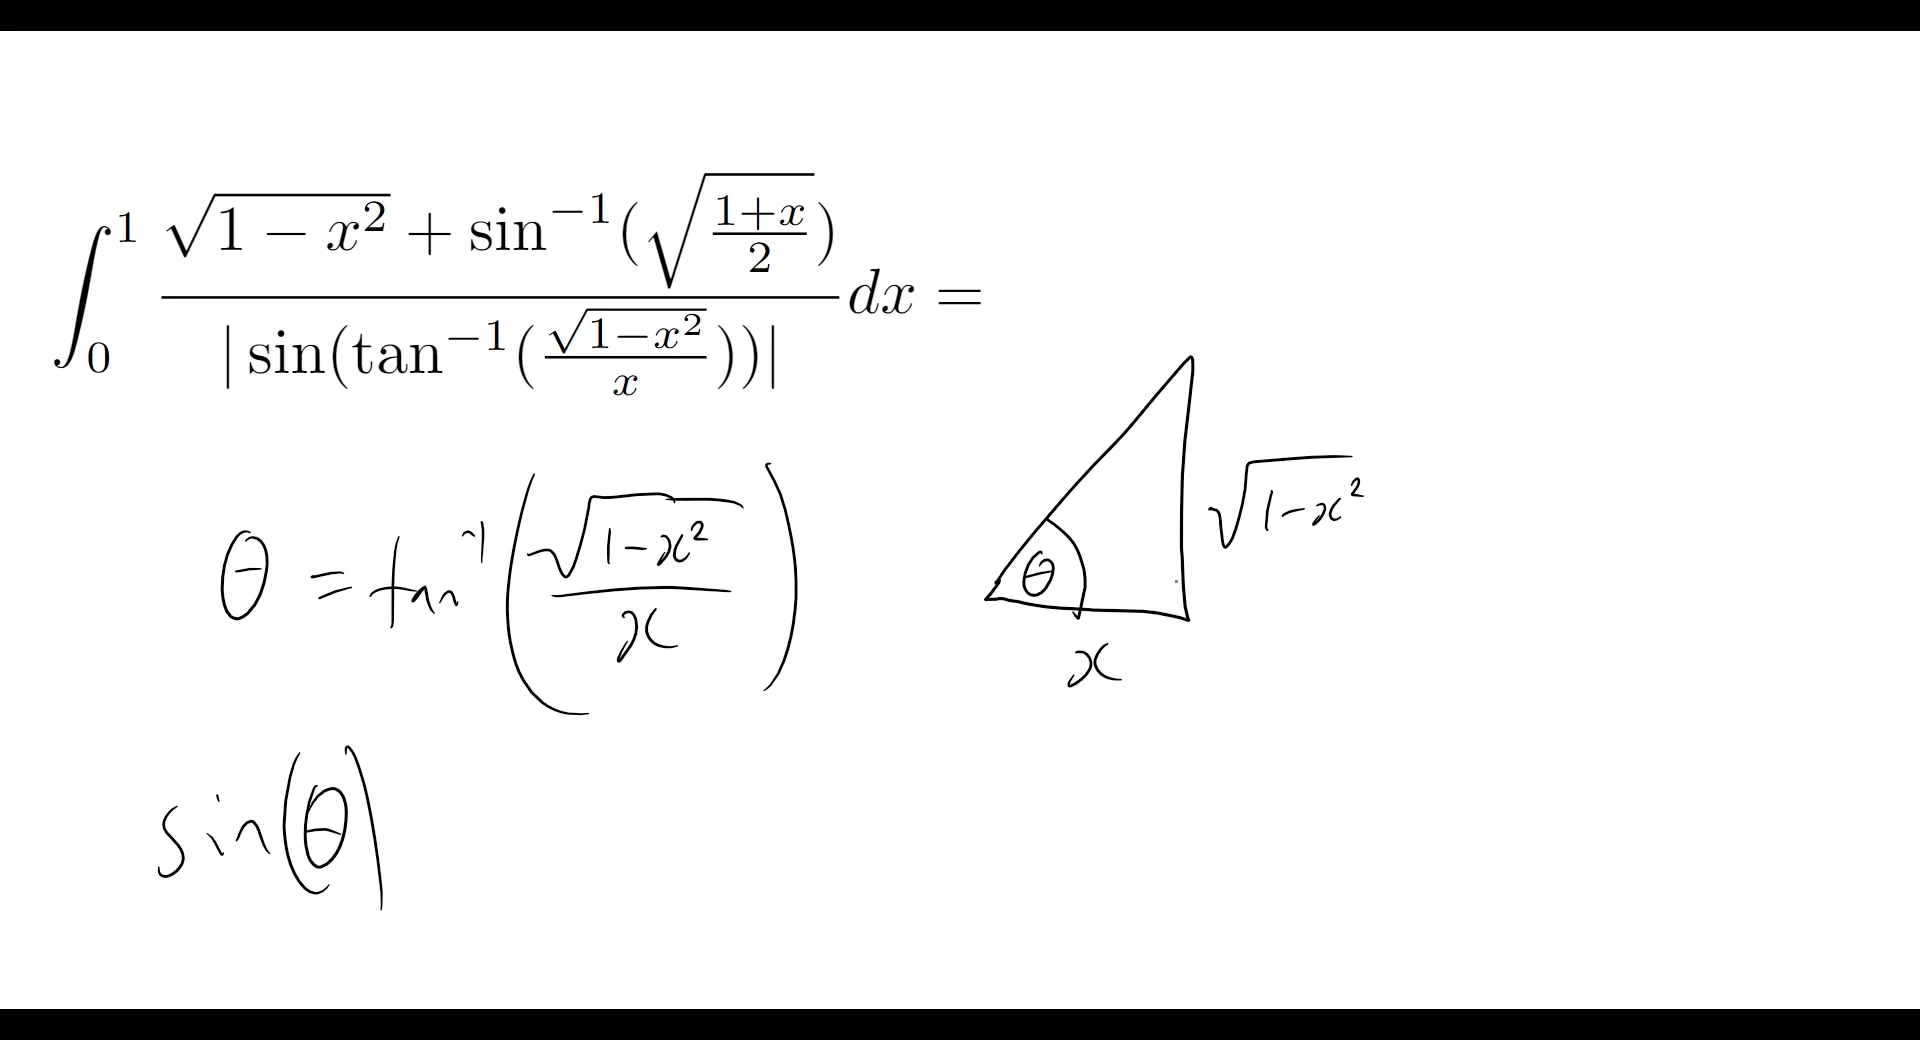 ∫₀¹ (√(1−x²) + sin⁻¹(√((1+x)/2))) / |sin(tan⁻¹(√(1−x²)/x))| dx =
θ = tan⁻¹(√(1−x²)/x)
θ
√(1−x²)
x
sin(θ)